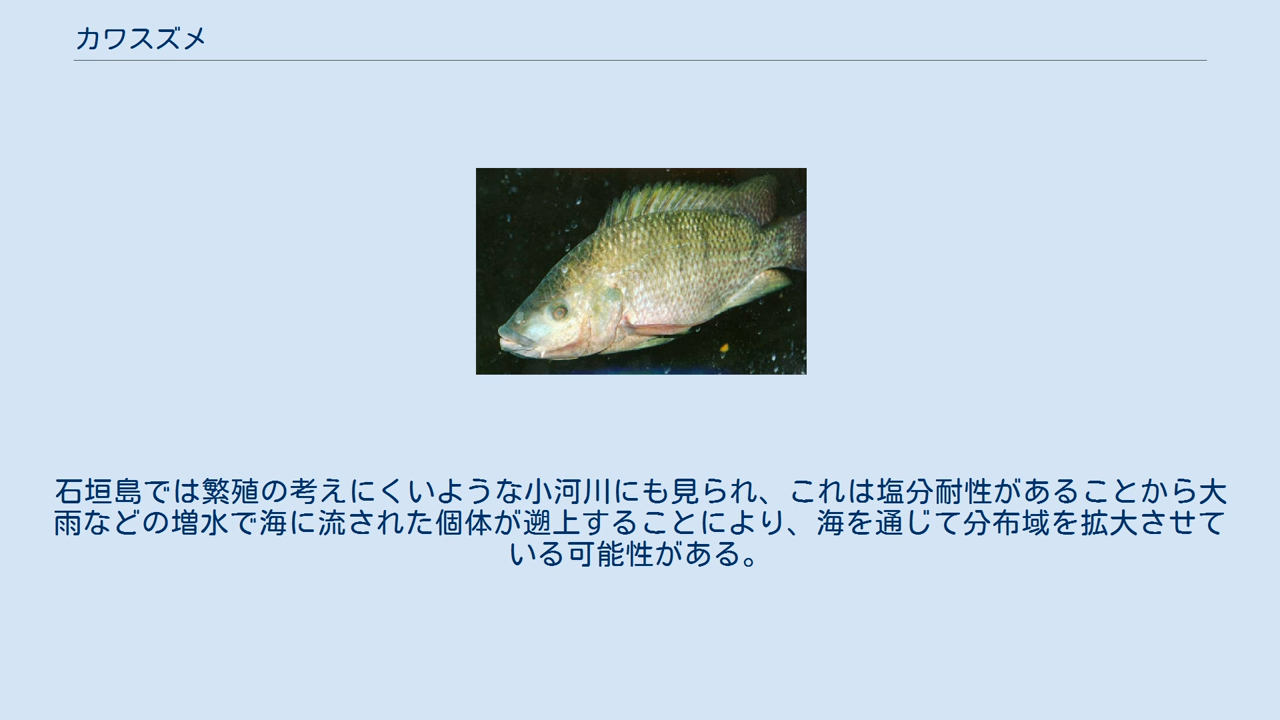 カワスズメ
石垣島では繁殖の考えにくいような小河川にも見られ、これは塩分耐性があることから大
雨などの増水で海に流された個体が遡上することにより、海を通じて分布域を拡大させて
いる可能性がある。